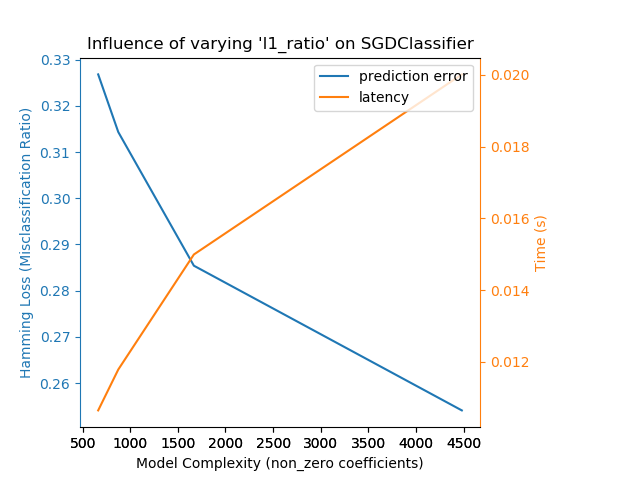 Influence of varying 'l1_ratio' on SGDClassifier
prediction error
latency
Hamming Loss (Misclassification Ratio)
0.33
0.32
0.31
0.30
0.29
0.28
0.27
0.26
0.020
0.018
0.016
0.014
0.012
Time (s)
500 1000 1500 2000 2500 3000 3500 4000 4500
Model Complexity (non_zero coefficients)